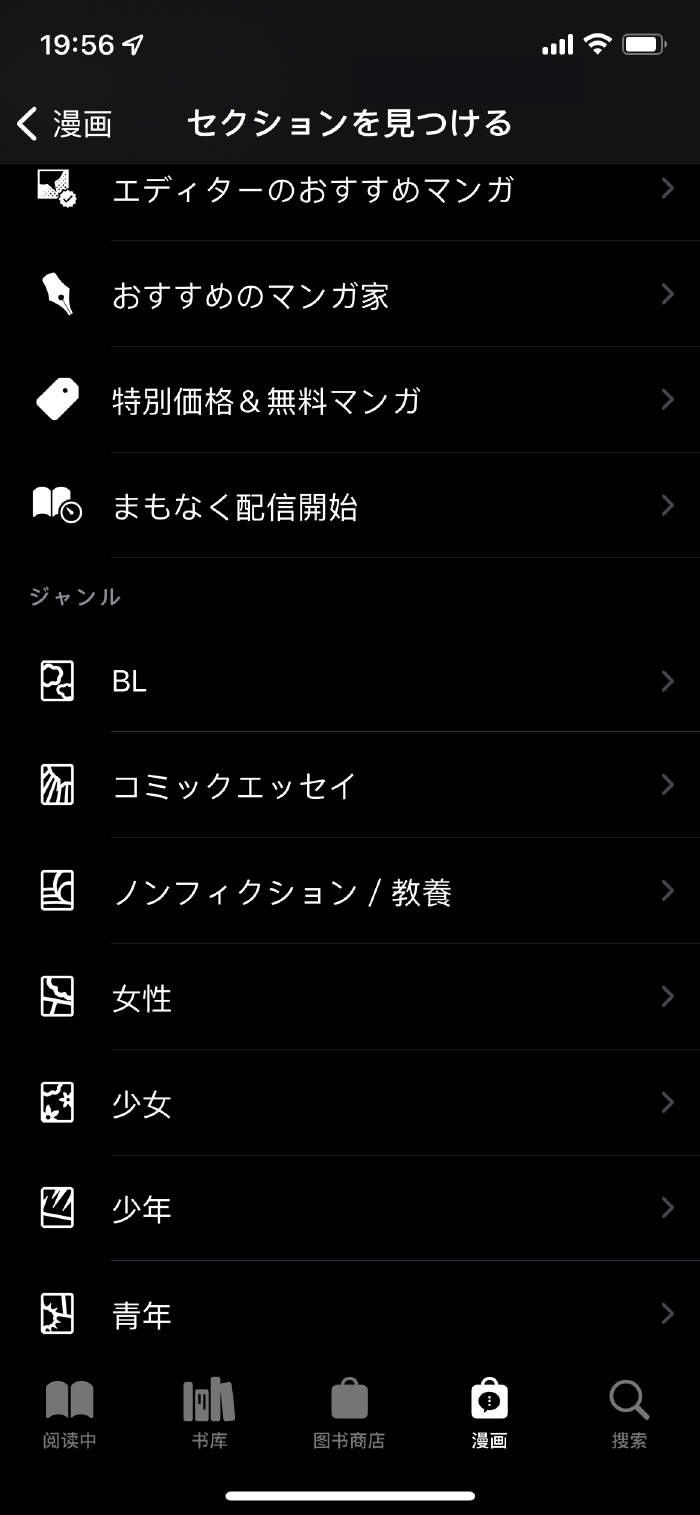 19:56
漫画
セクションを見つける
エディターのおすすめマンガ
おすすめのマンガ家
特別価格＆無料マンガ
まもなく配信開始
ジャンル
BL
コミックエッセイ
ノンフィクション / 教養
女性
少女
少年
青年
阅读中
书库
图书商店
漫画
搜索